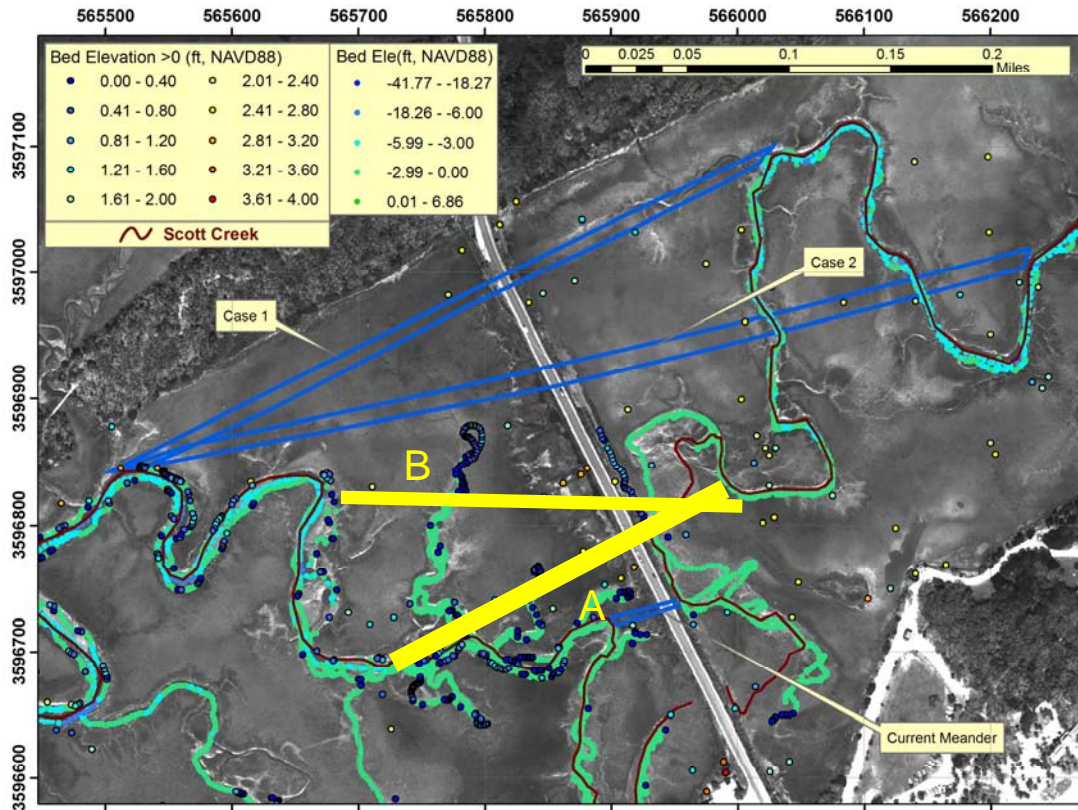 565500 565600 565700 565800 565900 566000 566100 566200
Bed Elevation >0 (ft, NAVD88)
0.00 - 0.40 2.01 - 2.40
0.41 - 0.80 2.41 - 2.80
0.81 - 1.20 2.81 - 3.20
1.21 - 1.60 3.21 - 3.60
1.61 - 2.00 3.61 - 4.00
Scott Creek
Bed Ele(ft, NAVD88)
-41.77 - -18.27
-18.26 - -6.00
-5.99 - -3.00
-2.99 - 0.00
0.01 - 6.86
0 0.025 0.05 0.1 0.15 0.2
Miles
3597100
3597000
Case 2
Case 1
3596900
B
3596800
A
3596700
Current Meander
3596600